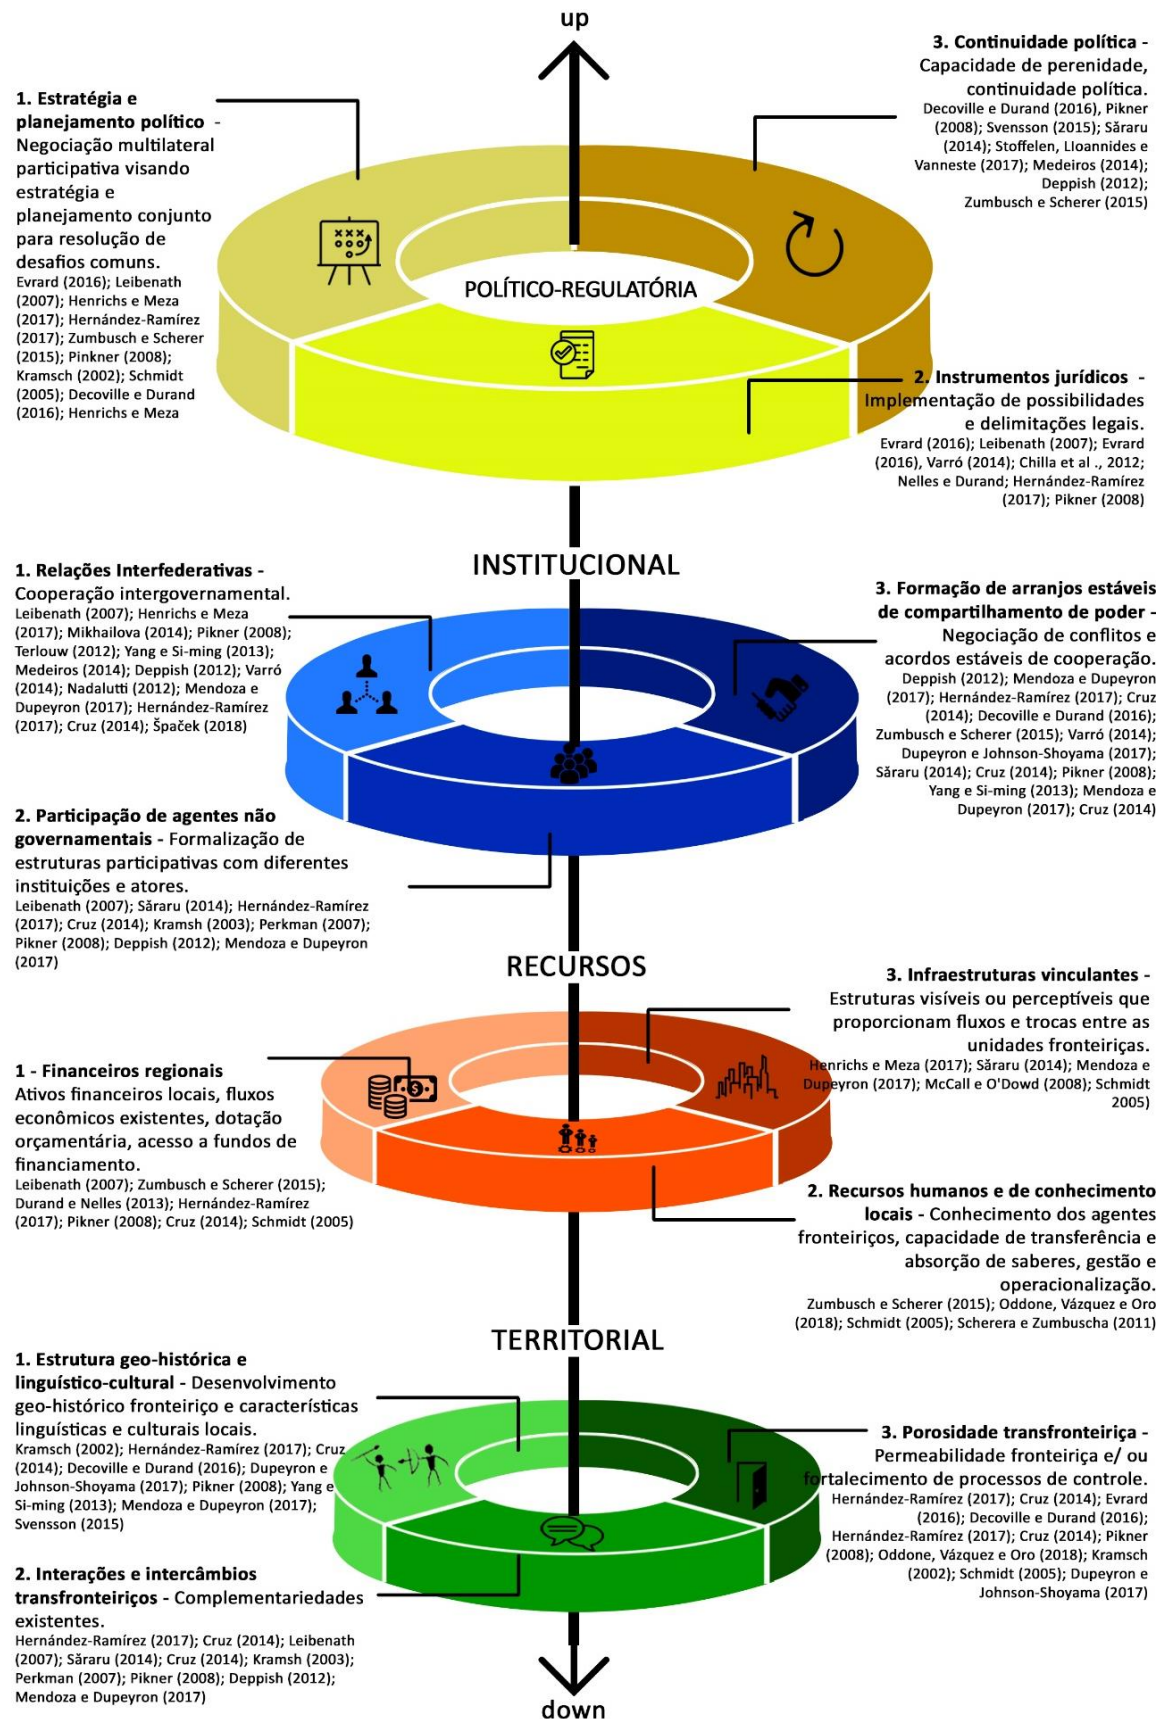 up
1. Estratégia e
planejamento político -
Negociação multilateral
participativa visando
estratégia e
planejamento conjunto
para resolução de
desafios comuns.
Evrard (2016); Leibenath
(2007); Henrichs e Meza
(2017); Hernández-Ramírez
(2017); Zumbusch e Scherer
(2015); Pinkner (2008);
Kramsch (2002); Schmidt
(2005); Decoville e Durand
(2016); Henrichs e Meza
3. Continuidade política -
Capacidade de perenidade,
continuidade política.
Decoville e Durand (2016), Pikner
(2008); Svensson (2015); Săraru
(2014); Stoffelen, Lloannides e
Vanneste (2017); Medeiros (2014);
Deppish (2012);
Zumbusch e Scherer (2015)
POLÍTICO-REGULATÓRIA
2. Instrumentos jurídicos -
Implementação de possibilidades
e delimitações legais.
Evrard (2016); Leibenath (2007); Evrard
(2016), Varró (2014); Chilla et al ., 2012;
Nelles e Durand; Hernández-Ramírez
(2017); Pikner (2008)
INSTITUCIONAL
1. Relações Interfederativas -
Cooperação intergovernamental.
Leibenath (2007); Henrichs e Meza
(2017); Mikhailova (2014); Pikner (2008);
Terlouw (2012); Yang e Si-ming (2013);
Medeiros (2014); Deppish (2012); Varró
(2014); Nadalutti (2012); Mendoza e
Dupeyron (2017); Hernández-Ramírez
(2017); Cruz (2014); Špaček (2018)
3. Formação de arranjos estáveis
de compartilhamento de poder -
Negociação de conflitos e
acordos estáveis de cooperação.
Deppish (2012); Mendoza e Dupeyron
(2017); Hernández-Ramírez (2017); Cruz
(2014); Decoville e Durand (2016);
Zumbusch e Scherer (2015); Varró (2014);
Dupeyron e Johnson-Shoyama (2017);
Săraru (2014); Cruz (2014); Pikner (2008);
Yang e Si-ming (2013); Mendoza e
Dupeyron (2017); Cruz (2014)
2. Participação de agentes não
governamentais - Formalização de
estruturas participativas com diferentes
instituições e atores.
Leibenath (2007); Săraru (2014); Hernández-Ramírez
(2017); Cruz (2014); Kramsh (2003); Perkman (2007);
Pikner (2008); Deppish (2012); Mendoza e Dupeyron
(2017)
RECURSOS
3. Infraestruturas vinculantes -
Estruturas visíveis ou perceptíveis que
proporcionam fluxos e trocas entre as
unidades fronteiriças.
Henrichs e Meza (2017); Săraru (2014); Mendoza e
Dupeyron (2017); McCall e O'Dowd (2008); Schmidt
2005)
1 - Financeiros regionais
Ativos financeiros locais, fluxos
econômicos existentes, dotação
orçamentária, acesso a fundos de
financiamento.
Leibenath (2007); Zumbusch e Scherer (2015);
Durand e Nelles (2013); Hernández-Ramírez
(2017); Pikner (2008); Cruz (2014); Schmidt (2005)
2. Recursos humanos e de conhecimento
locais - Conhecimento dos agentes
fronteiriços, capacidade de transferência e
absorção de saberes, gestão e
operacionalização.
Zumbusch e Scherer (2015); Oddone, Vázquez e Oro
(2018); Schmidt (2005); Scherera e Zumbuscha (2011)
TERRITORIAL
1. Estrutura geo-histórica e
linguístico-cultural - Desenvolvimento
geo-histórico fronteiriço e características
linguísticas e culturais locais.
Kramsch (2002); Hernández-Ramírez (2017); Cruz
(2014); Decoville e Durand (2016); Dupeyron e
Johnson-Shoyama (2017); Pikner (2008); Yang e
Si-ming (2013); Mendoza e Dupeyron (2017);
Svensson (2015)
3. Porosidade transfronteiriça -
Permeabilidade fronteiriça e/ ou
fortalecimento de processos de controle.
Hernández-Ramírez (2017); Cruz (2014); Evrard
(2016); Decoville e Durand (2016);
Hernández-Ramírez (2017); Cruz (2014); Pikner
(2008); Oddone, Vázquez e Oro (2018); Kramsch
(2002); Schmidt (2005); Dupeyron e
Johnson-Shoyama (2017)
2. Interações e intercâmbios
transfronteiriços - Complementariedades
existentes.
Hernández-Ramírez (2017); Cruz (2014); Leibenath
(2007); Săraru (2014); Cruz (2014); Kramsh (2003);
Perkman (2007); Pikner (2008); Deppish (2012);
Mendoza e Dupeyron (2017)
down